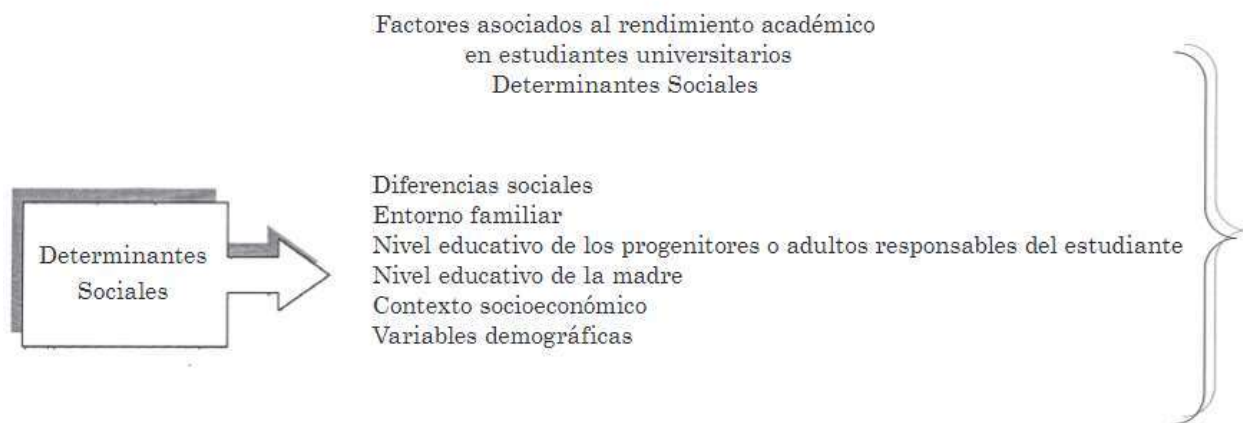 Factores asociados al rendimiento académico
en estudiantes universitarios
Determinantes Sociales
Determinantes
Sociales
Diferencias sociales
Entorno familiar
Nivel educativo de los progenitores o adultos responsables del estudiante
Nivel educativo de la madre
Contexto socioeconómico
Variables demográficas